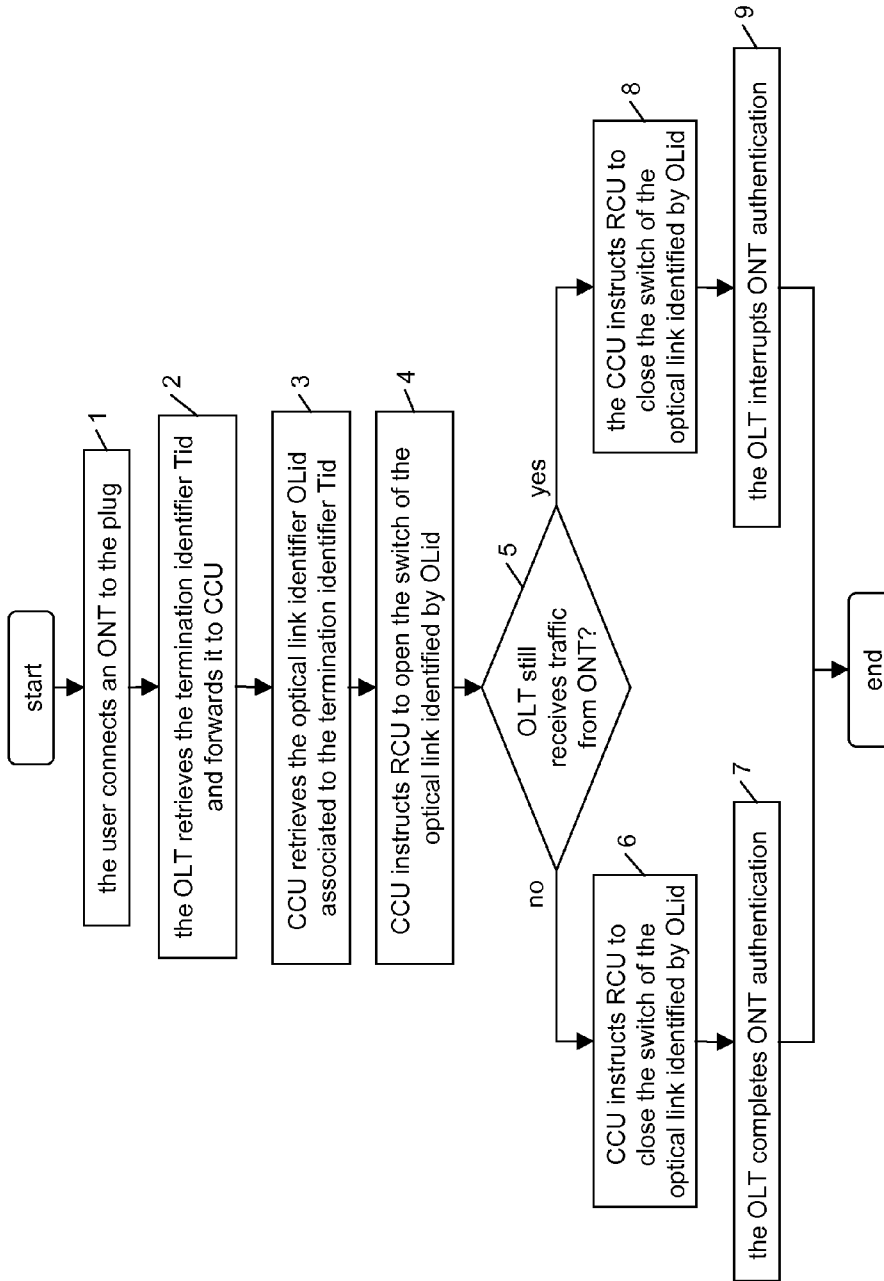 start
1
the user connects an ONT to the plug
2
the OLT retrieves the termination identifier Tid
and forwards it to CCU
3
CCU retrieves the optical link identifier OLid
associated to the termination identifier Tid
4
CCU instructs RCU to open the switch of the
optical link identified by OLid
5
OLT still
receives traffic
from ONT?
no
yes
6
CCU instructs RCU to
close the switch of the
optical link identified by OLid
7
the OLT completes ONT authentication
8
the CCU instructs RCU to
close the switch of the
optical link identified by OLid
9
the OLT interrupts ONT authentication
end